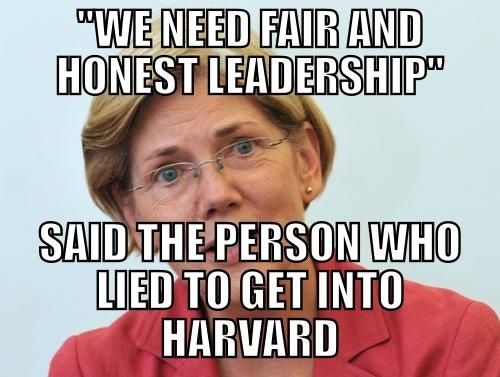 "WE NEED FAIR AND
HONEST LEADERSHIP"
SAID THE PERSON WHO
LIED TO GET INTO
HARVARD